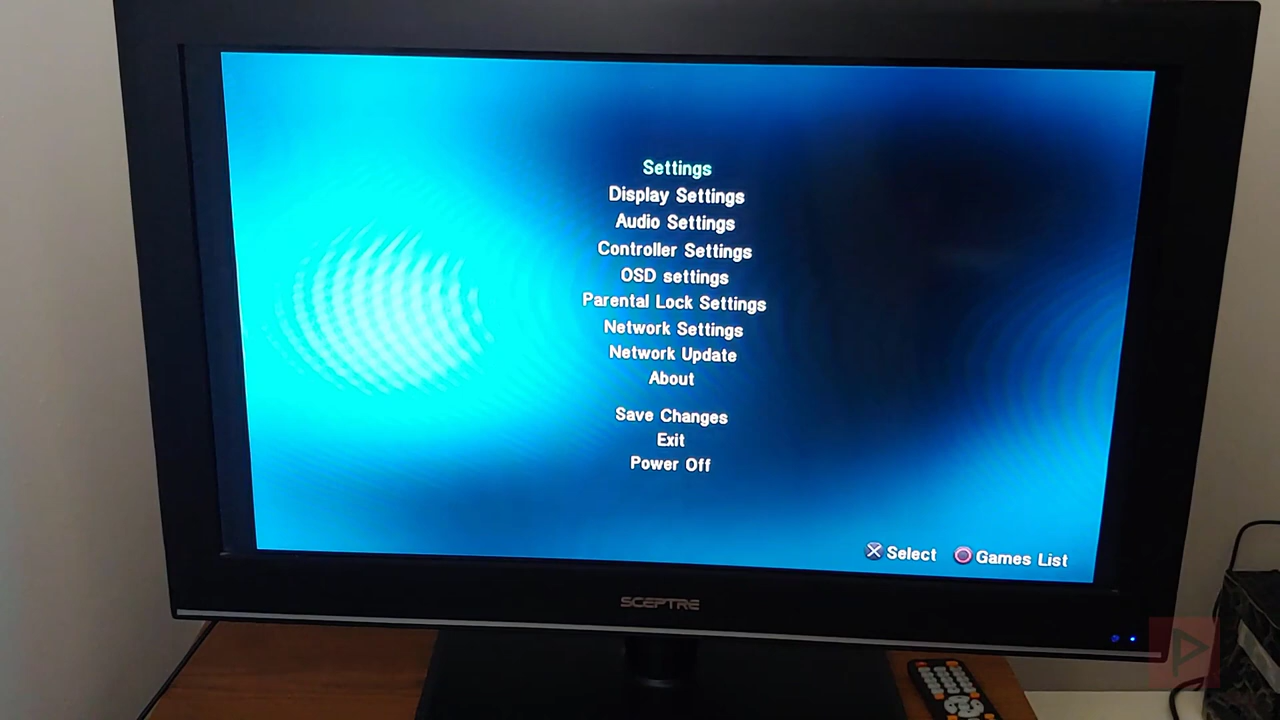 Settings
Display Settings
Audio Settings
Controller Settings
OSD settings
Parental Lock Settings
Network Settings
Network Update
About
Save Changes
Exit
Power Off
Select
Games List
SCEPTRE